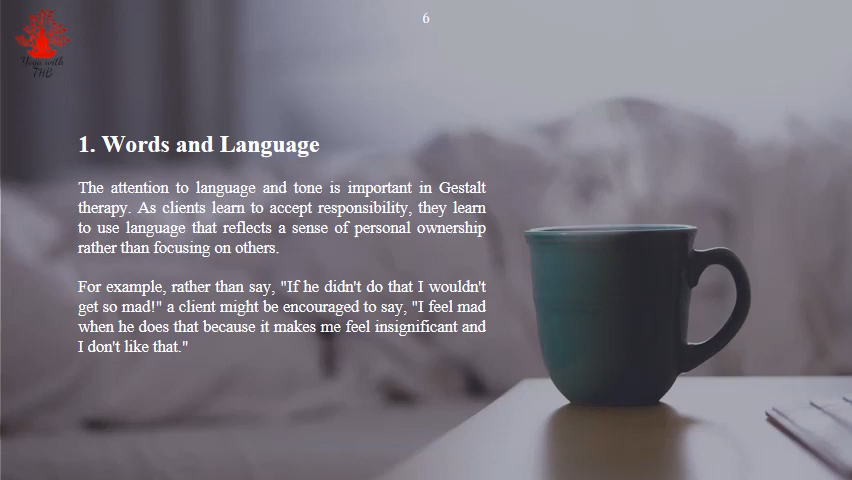 6
Yoga with
THB
1. Words and Language
The attention to language and tone is important in Gestalt
therapy. As clients learn to accept responsibility, they learn
to use language that reflects a sense of personal ownership
rather than focusing on others.
For example, rather than say, "If he didn't do that I wouldn't
get so mad!" a client might be encouraged to say, "I feel mad
when he does that because it makes me feel insignificant and
I don't like that."